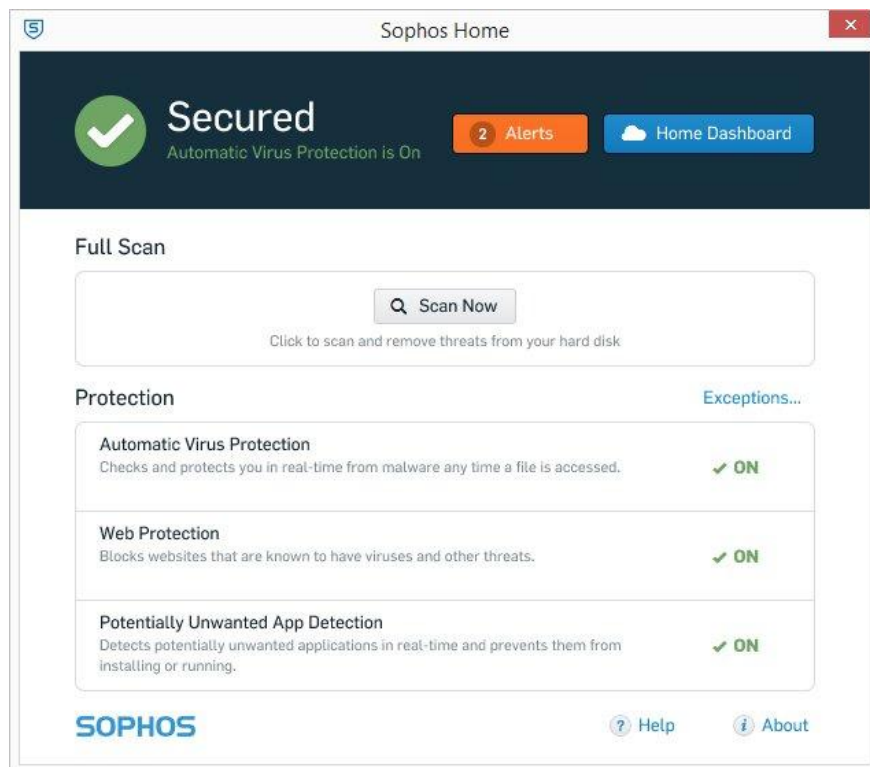 Sophos Home
Secured
Automatic Virus Protection is On
2 Alerts
Home Dashboard
Full Scan
Scan Now
Click to scan and remove threats from your hard disk
Protection
Exceptions...
Automatic Virus Protection
Checks and protects you in real-time from malware any time a file is accessed.
ON
Web Protection
Blocks websites that are known to have viruses and other threats.
ON
Potentially Unwanted App Detection
Detects potentially unwanted applications in real-time and prevents them from
installing or running.
ON
SOPHOS
? Help
i About